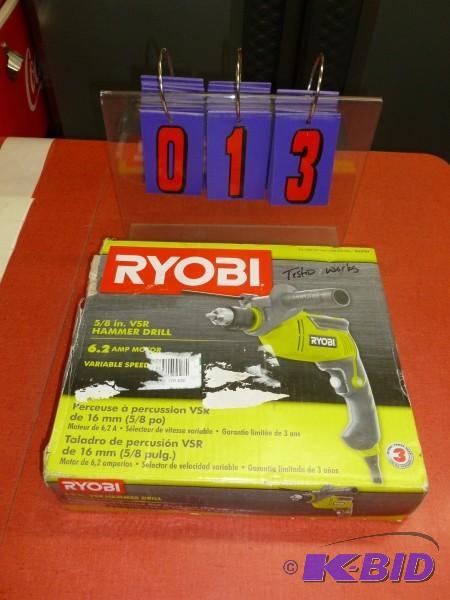 0 1 3
RYOBI
Tested works
5/8 in. VSR
HAMMER DRILL
6.2 AMP MOTOR
VARIABLE SPEED
RYOBI
Perceuse à percussion VSR
de 16 mm (5/8 po)
Moteur de 6,2 A • Sélecteur de vitesse variable • Garantie limitée de 3 ans
Taladro de percusión VSR
de 16 mm (5/8 pulg.)
Motor de 6,2 amperios • Selector de velocidad variable • Garantía limitada de 3 años
3
RYOBI
VSR HAMMER DRILL
© K-BID